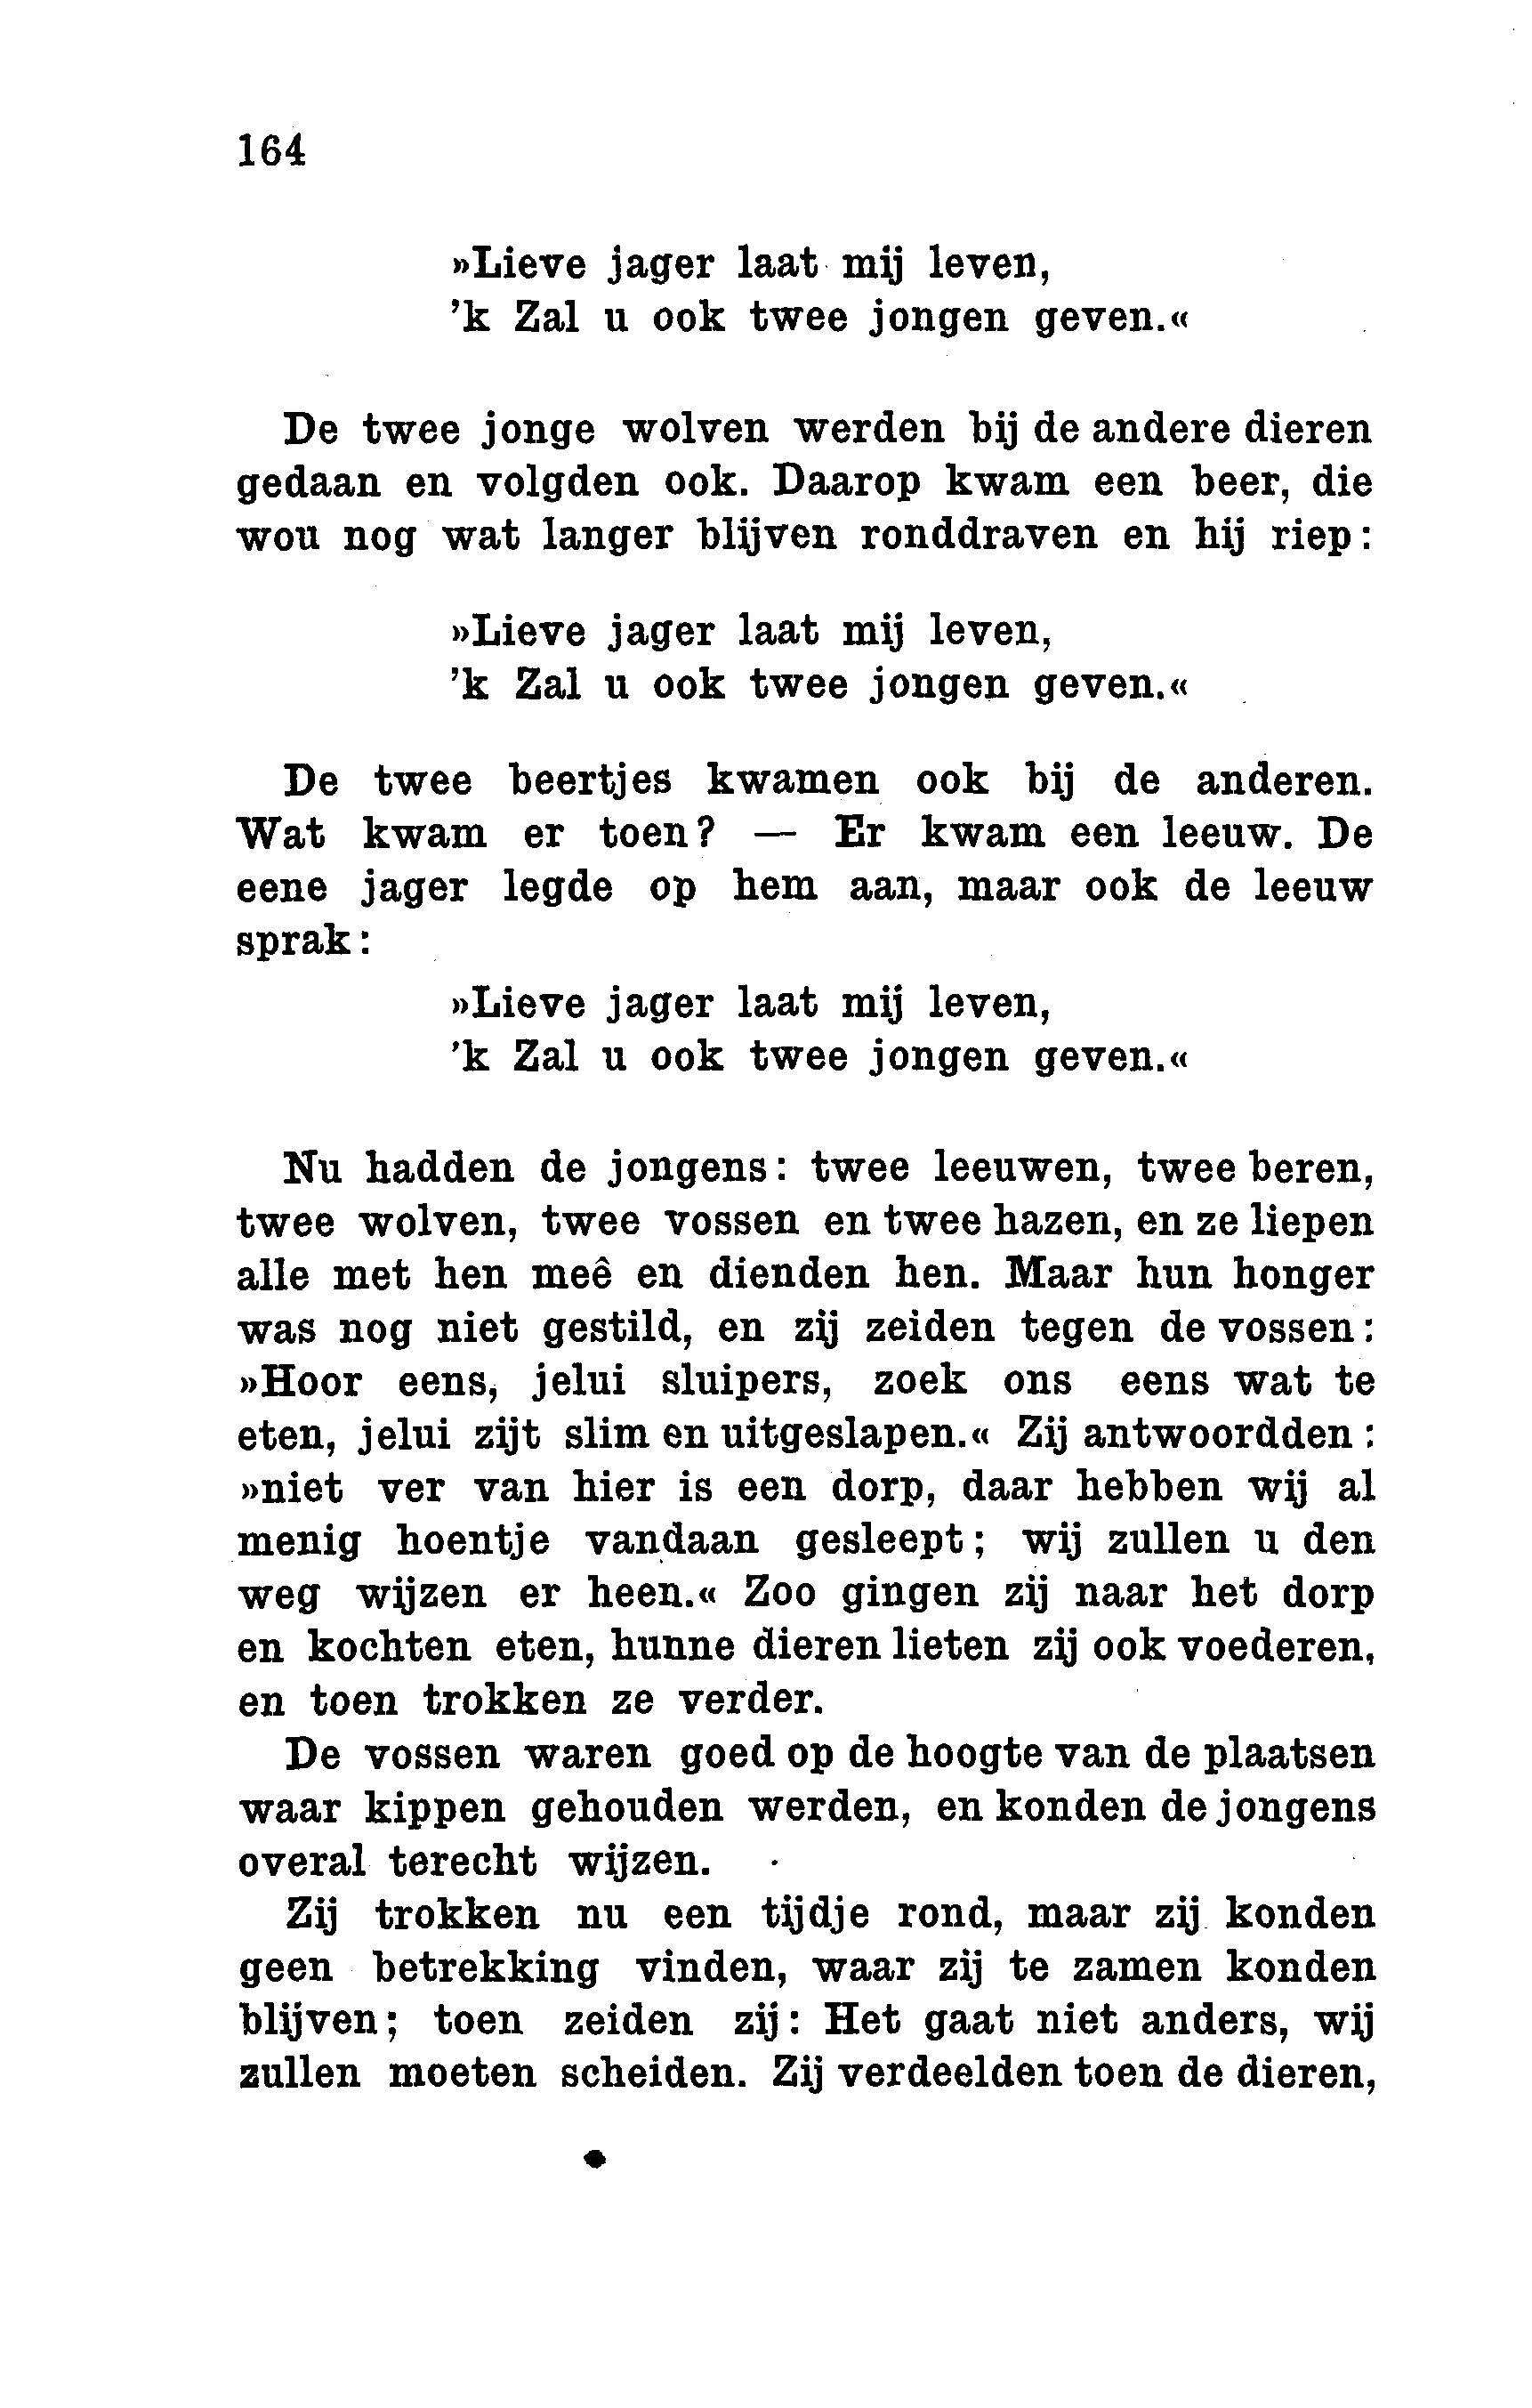 164
»Lieve jager laat mij leven,
’k Zal u ook twee jongen geven.«
De twee jonge wolven werden bij de andere dieren
gedaan en volgden ook. Daarop kwam een beer, die
wou nog wat langer blijven ronddraven en hij riep:
»Lieve jager laat mij leven,
’k Zal u ook twee jongen geven.«
De twee beertjes kwamen ook bij de anderen.
Wat kwam er toen? — Er kwam een leeuw. De
eene jager legde op hem aan, maar ook de leeuw
sprak:
»Lieve jager laat mij leven,
’k Zal u ook twee jongen geven.«
Nu hadden de jongens: twee leeuwen, twee beren,
twee wolven, twee vossen en twee hazen, en ze liepen
alle met hen meê en dienden hen. Maar hun honger
was nog niet gestild, en zij zeiden tegen de vossen:
»Hoor eens, jelui sluipers, zoek ons eens wat te
eten, jelui zijt slim en uitgeslapen.« Zij antwoordden:
»niet ver van hier is een dorp, daar hebben wij al
menig hoentje vandaan gesleept; wij zullen u den
weg wijzen er heen.« Zoo gingen zij naar het dorp
en kochten eten, hunne dieren lieten zij ook voederen,
en toen trokken ze verder.
De vossen waren goed op de hoogte van de plaatsen
waar kippen gehouden werden, en konden de jongens
overal terecht wijzen.
Zij trokken nu een tijdje rond, maar zij konden
geen betrekking vinden, waar zij te zamen konden
blijven; toen zeiden zij: Het gaat niet anders, wij
zullen moeten scheiden. Zij verdeelden toen de dieren,